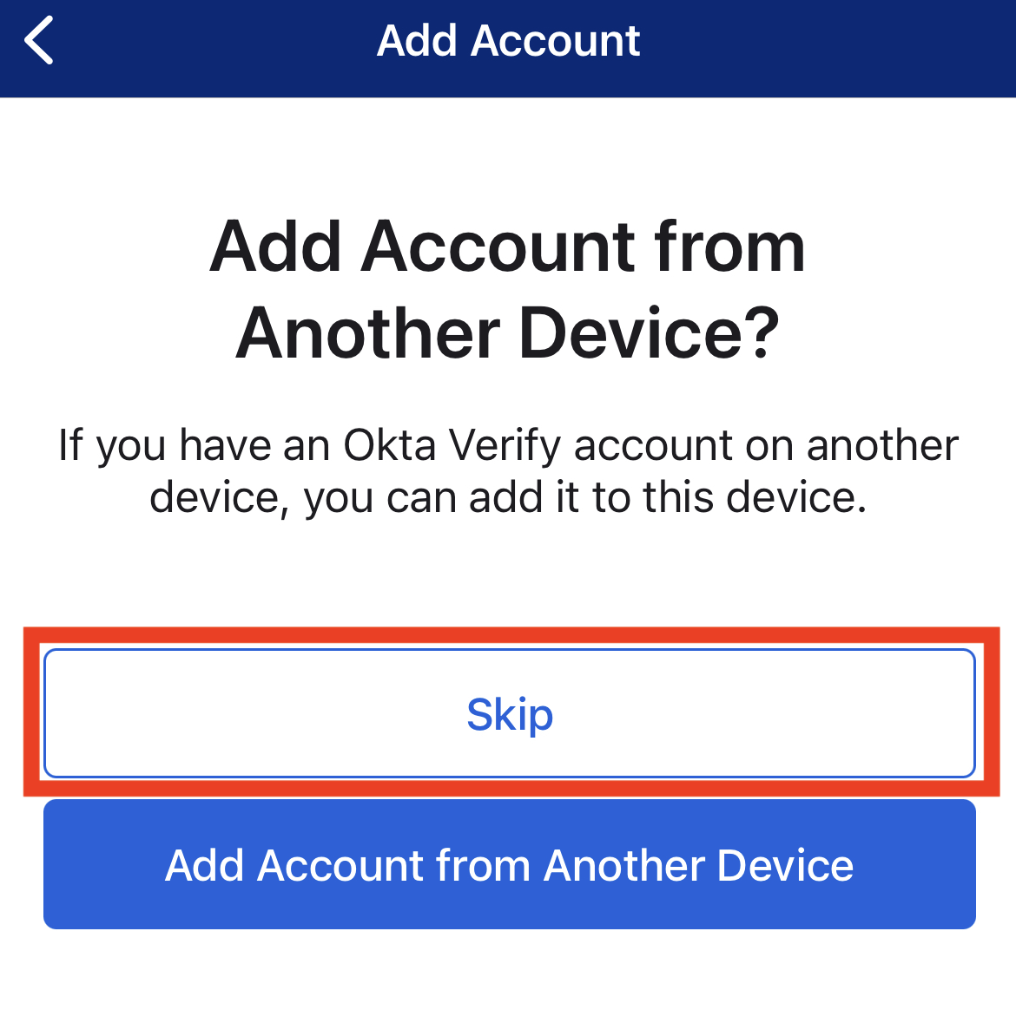 Add Account
Add Account from
Another Device?
If you have an Okta Verify account on another
device, you can add it to this device.
Skip
Add Account from Another Device